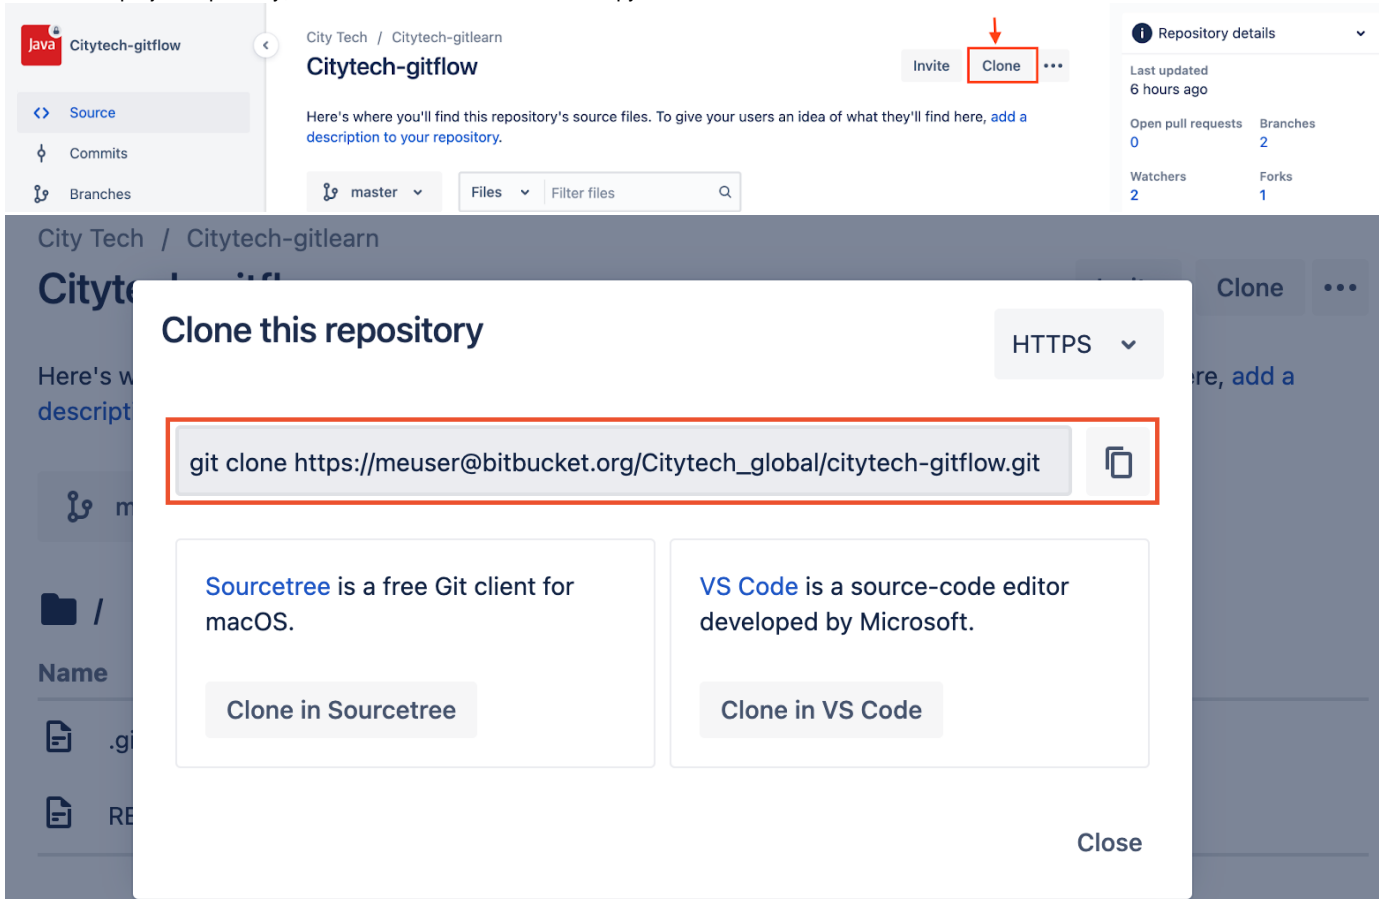 Java
Citytech-gitflow
City Tech / Citytech-gitlearn
Citytech-gitflow
Invite
Clone
Repository details
Last updated
6 hours ago
Source
Here's where you'll find this repository's source files. To give your users an idea of what they'll find here, add a
description to your repository.
Open pull requests
Branches
0
2
Commits
Watchers
Forks
2
1
Branches
master
Files
Filter files
City Tech / Citytech-gitlearn
Clone
Clone this repository
HTTPS
Here's
add a
git clone https://meuser@bitbucket.org/Citytech_global/citytech-gitflow.git
Sourcetree is a free Git client for
macOS.
VS Code is a source-code editor
developed by Microsoft.
/
Name
Clone in Sourcetree
Clone in VS Code
Close